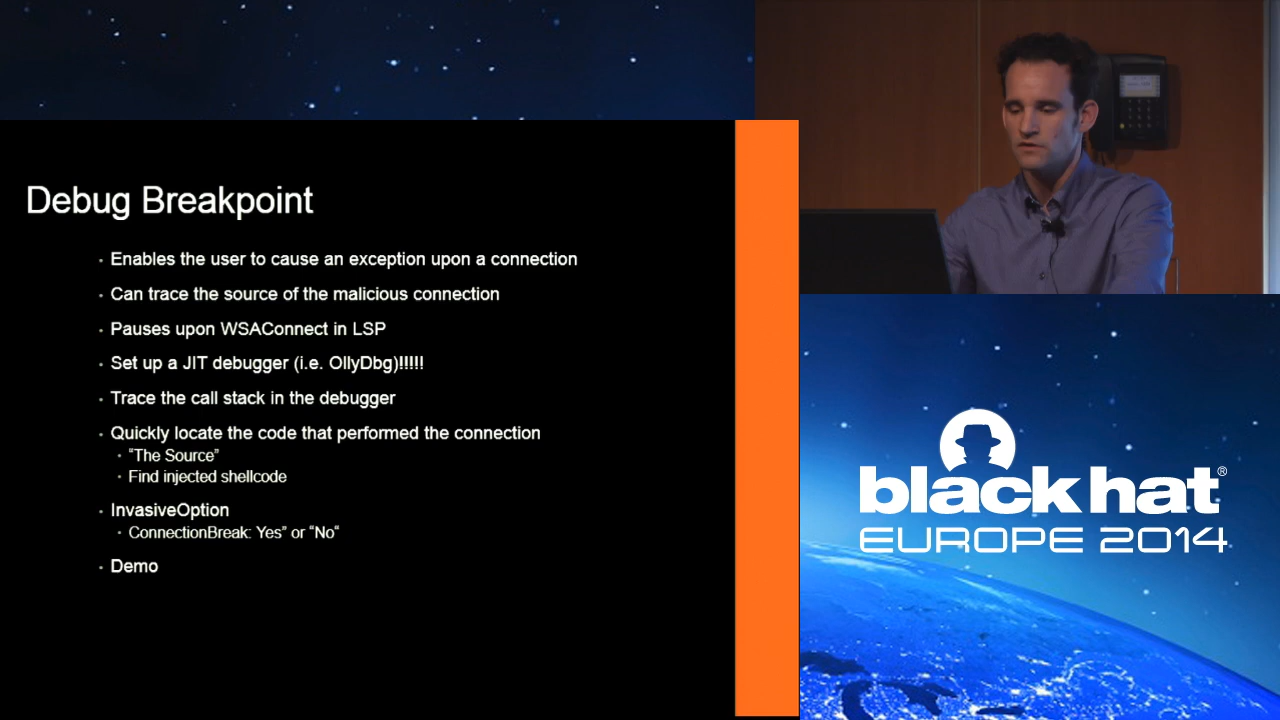 Debug Breakpoint
Enables the user to cause an exception upon a connection
Can trace the source of the malicious connection
Pauses upon WSAConnect in LSP
Set up a JIT debugger (i.e. OllyDbg)!!!!!
Trace the call stack in the debugger
Quickly locate the code that performed the connection
"The Source"
Find injected shellcode
InvasiveOption
ConnectionBreak: Yes" or "No"
Demo
black hat®
EUROPE 2014